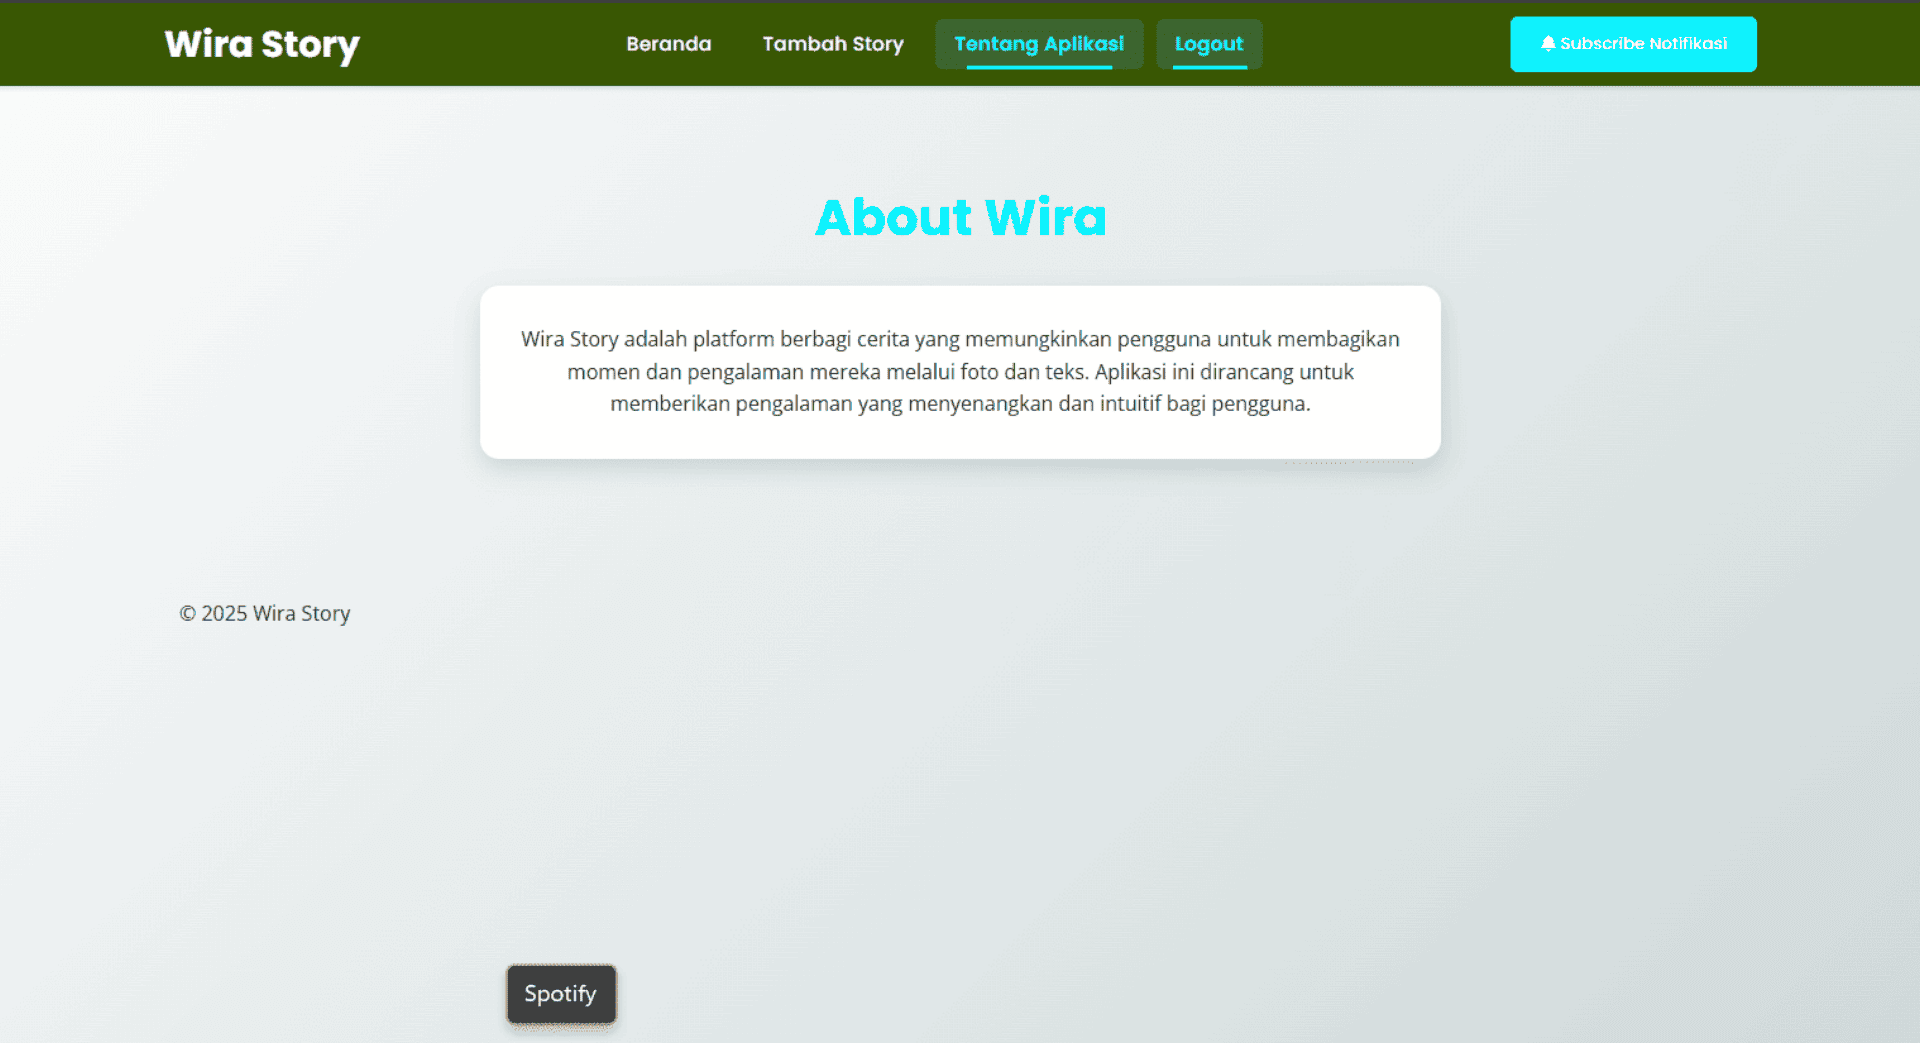 Wira Story
Beranda
Tambah Story
Tentang Aplikasi
Logout
Subscribe Notifikasi
About Wira
Wira Story adalah platform berbagi cerita yang memungkinkan pengguna untuk membagikan
momen dan pengalaman mereka melalui foto dan teks. Aplikasi ini dirancang untuk
memberikan pengalaman yang menyenangkan dan intuitif bagi pengguna.
© 2025 Wira Story
Spotify